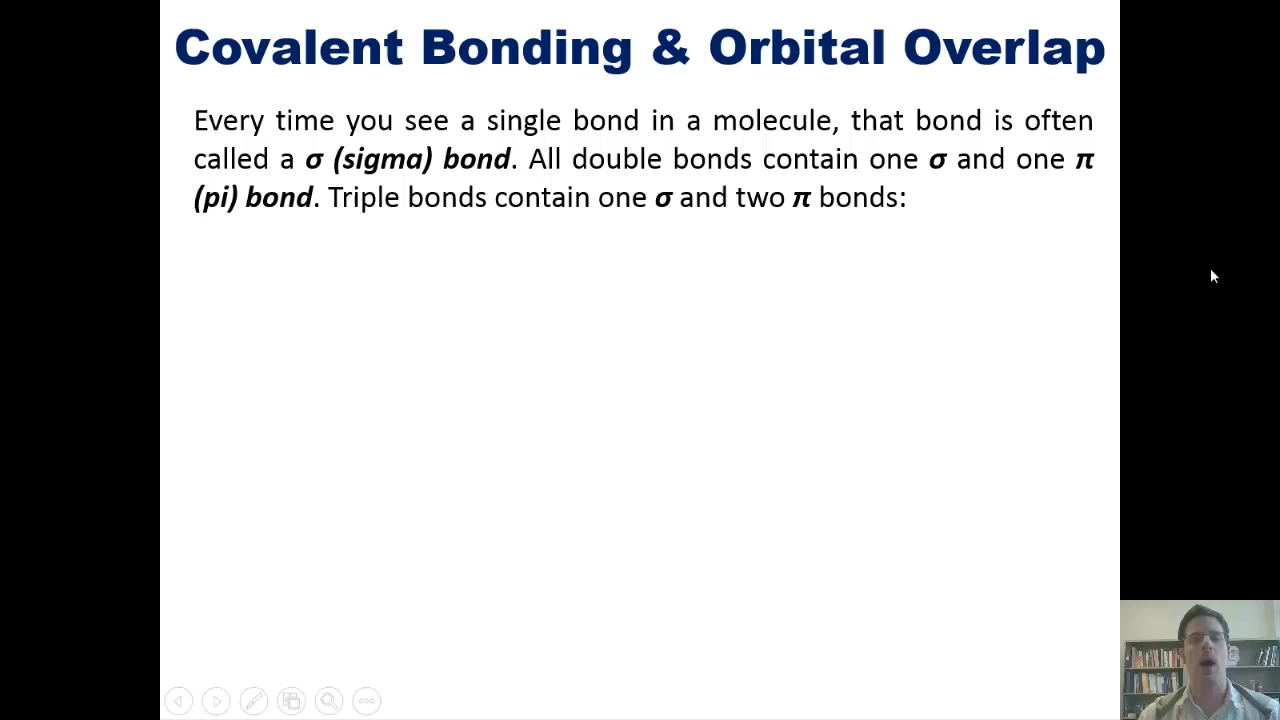 Covalent Bonding & Orbital Overlap
Every time you see a single bond in a molecule, that bond is often
called a σ (sigma) bond. All double bonds contain one σ and one π
(pi) bond. Triple bonds contain one σ and two π bonds: